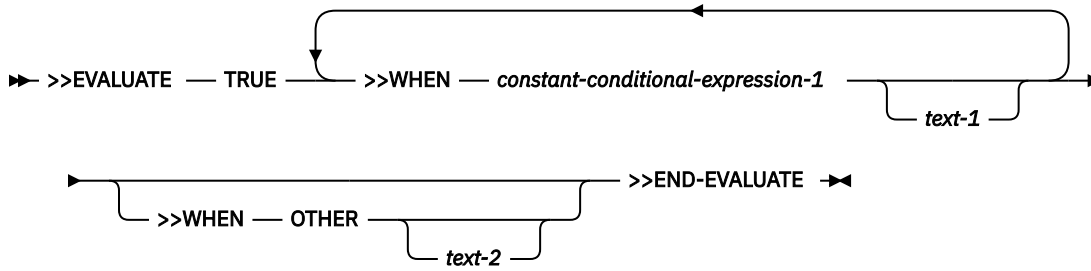 >>EVALUATE TRUE >>WHEN constant-conditional-expression-1
text-1
>>END-EVALUATE
>>WHEN OTHER
text-2